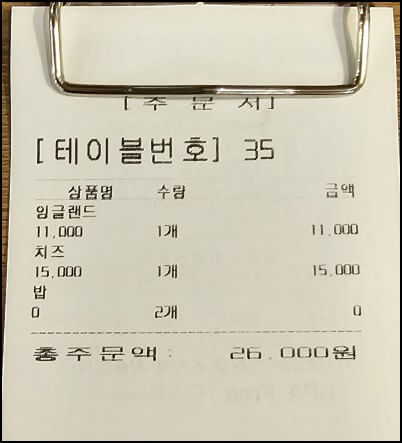 [ 주 문 서 ]
[테이블번호] 35
상품명 수량 금액
잉글랜드
11,000 1개 11,000
치즈
15,000 1개 15,000
밥
0 2개 0
총주문액 : 26,000원
BPA Free